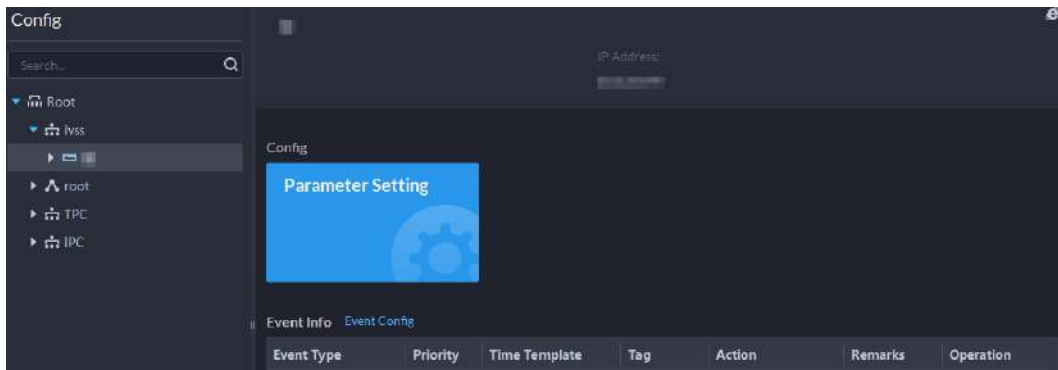 Config
Search...
Root
ivss
root
TPC
IPC
IP Address:
Config
Parameter Setting
Event Info Event Config
Event Type Priority Time Template Tag Action Remarks Operation